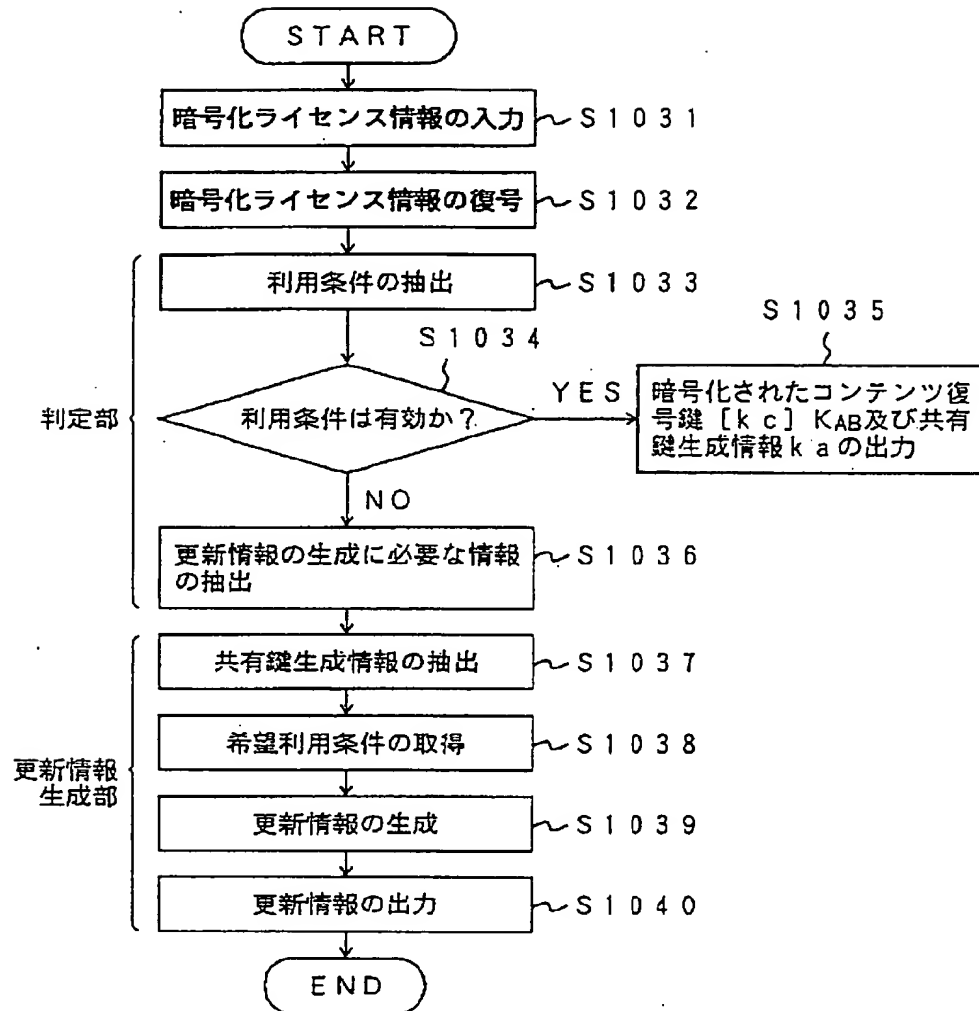 START
暗号化ライセンス情報の入力
S1031
暗号化ライセンス情報の復号
S1032
利用条件の抽出
S1033
S1034
S1035
判定部
利用条件は有効か？
YES
暗号化されたコンテンツ復
号鍵［kc］KAB及び共有
鍵生成情報kaの出力
NO
更新情報の生成に必要な情報
の抽出
S1036
共有鍵生成情報の抽出
S1037
希望利用条件の取得
S1038
更新情報
生成部
更新情報の生成
S1039
更新情報の出力
S1040
END